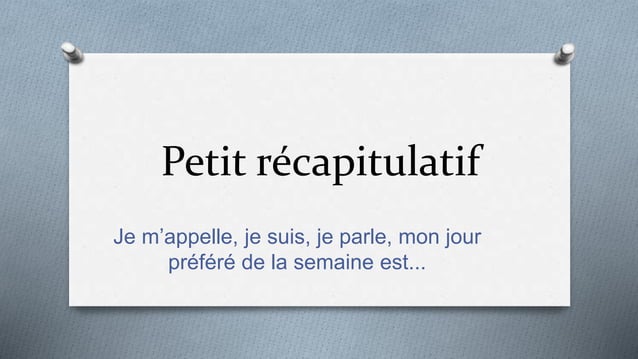 Petit récapitulatif
Je m’appelle, je suis, je parle, mon jour
préféré de la semaine est...